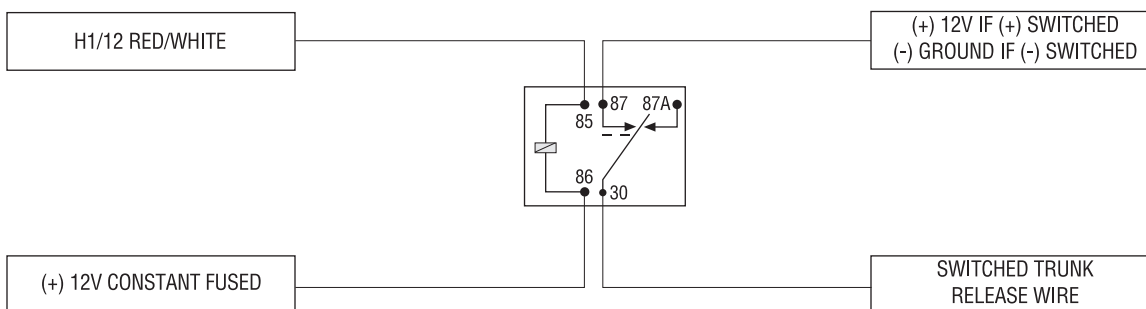 H1/12 RED/WHITE
(+) 12V IF (+) SWITCHED
(-) GROUND IF (-) SWITCHED
87
87A
85
86
30
(+) 12V CONSTANT FUSED
SWITCHED TRUNK
RELEASE WIRE